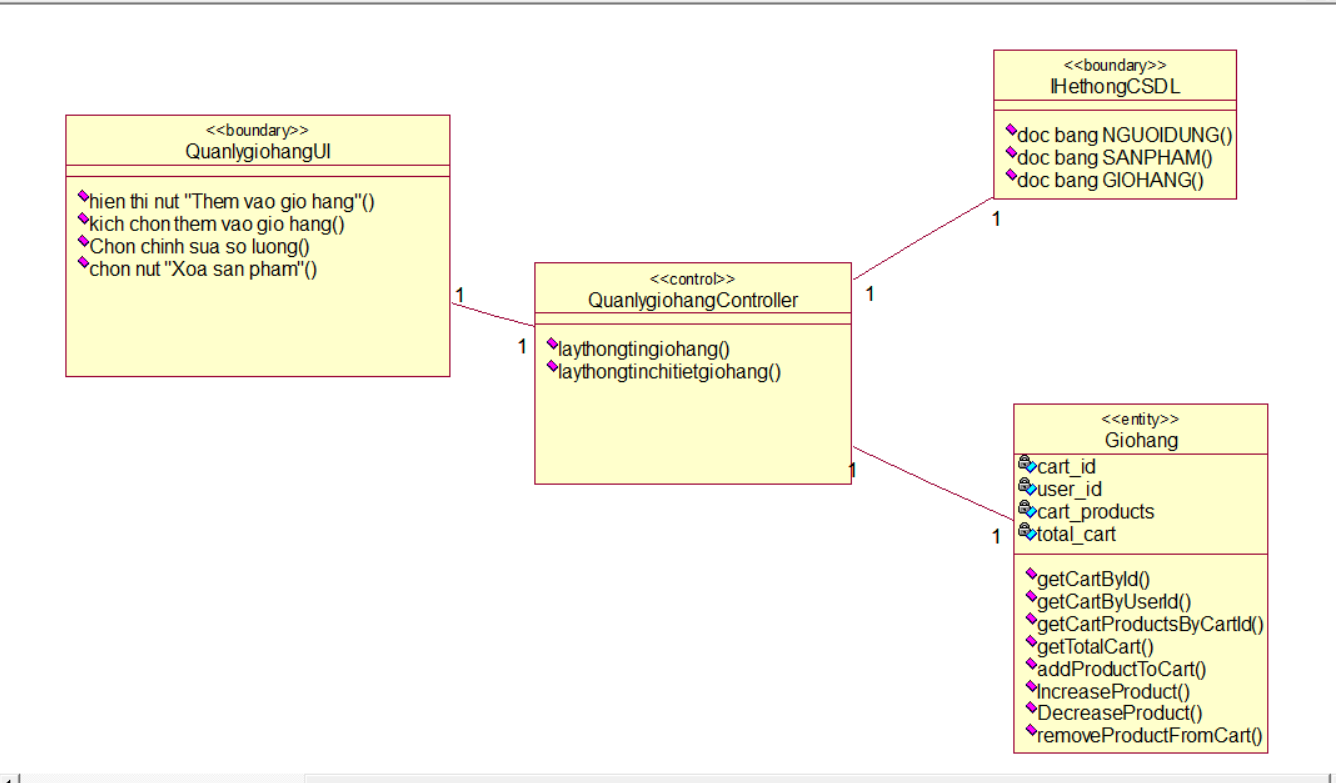 <<boundary>>
QuanlygiohangUI
hien thi nut "Them vao gio hang"()
kich chon them vao gio hang()
Chon chinh sua so luong()
chon nut "Xoa san pham"()
1
1
<<control>>
QuanlygiohangController
laythongtingiohang()
laythongtinchitietgiohang()
1
1
<<boundary>>
IHethongCSDL
doc bang NGUOIDUNG()
doc bang SANPHAM()
doc bang GIOHANG()
1
1
<<entity>>
Giohang
cart_id
user_id
cart_products
total_cart
getCartById()
getCartByUserId()
getCartProductsByCartId()
getTotalCart()
addProductToCart()
IncreaseProduct()
DecreaseProduct()
removeProductFromCart()